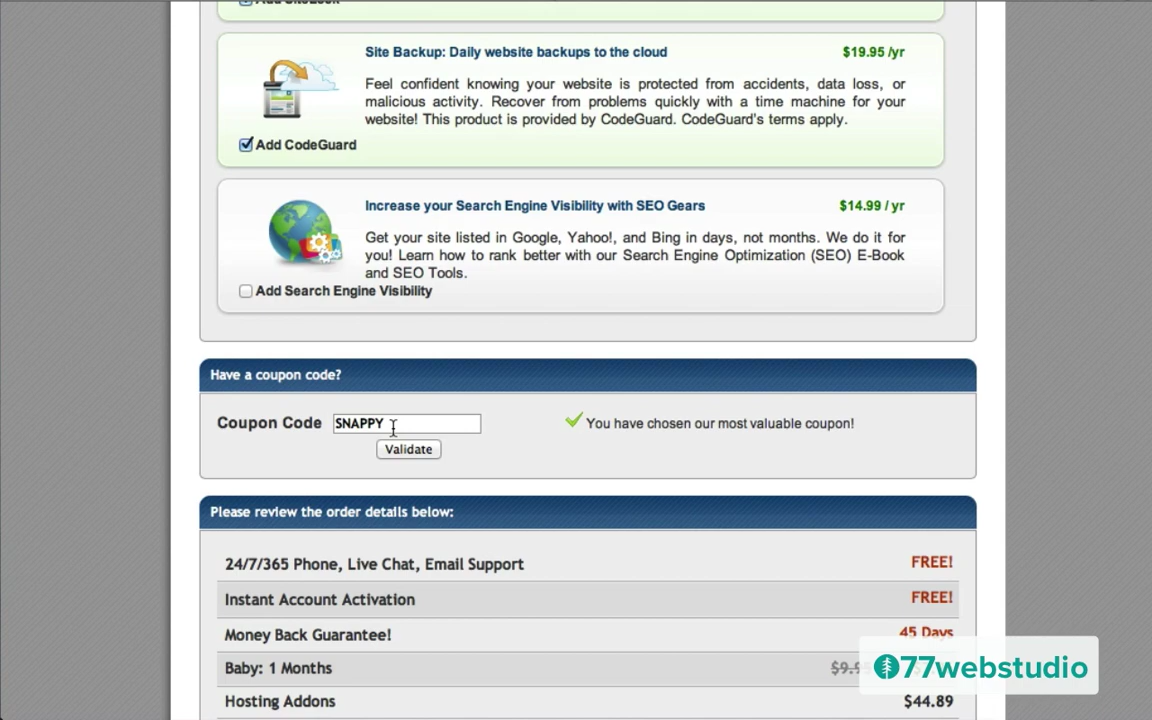 Add SiteLock
Site Backup: Daily website backups to the cloud
$19.95 /yr
Feel confident knowing your website is protected from accidents, data loss, or
malicious activity. Recover from problems quickly with a time machine for your
website! This product is provided by CodeGuard. CodeGuard's terms apply.
Add CodeGuard
Increase your Search Engine Visibility with SEO Gears
$14.99 / yr
Get your site listed in Google, Yahoo!, and Bing in days, not months. We do it for
you! Learn how to rank better with our Search Engine Optimization (SEO) E-Book
and SEO Tools.
Add Search Engine Visibility
Have a coupon code?
Coupon Code
SNAPPY
You have chosen our most valuable coupon!
Validate
Please review the order details below:
24/7/365 Phone, Live Chat, Email Support
FREE!
Instant Account Activation
FREE!
Money Back Guarantee!
45 Days
Baby: 1 Months
Hosting Addons
$44.89
77webstudio